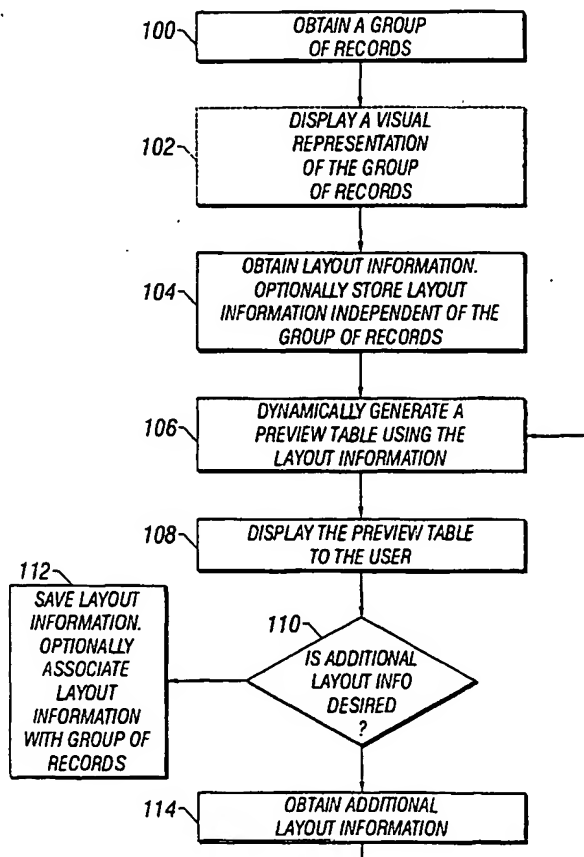 100
OBTAIN A GROUP
OF RECORDS
102
DISPLAY A VISUAL
REPRESENTATION
OF THE GROUP
OF RECORDS
104
OBTAIN LAYOUT INFORMATION.
OPTIONALLY STORE LAYOUT
INFORMATION INDEPENDENT OF THE
GROUP OF RECORDS
106
DYNAMICALLY GENERATE A
PREVIEW TABLE USING THE
LAYOUT INFORMATION
108
DISPLAY THE PREVIEW TABLE
TO THE USER
110
IS ADDITIONAL
LAYOUT INFO
DESIRED
?
112
SAVE LAYOUT
INFORMATION.
OPTIONALLY
ASSOCIATE
LAYOUT
INFORMATION
WITH GROUP OF
RECORDS
114
OBTAIN ADDITIONAL
LAYOUT INFORMATION